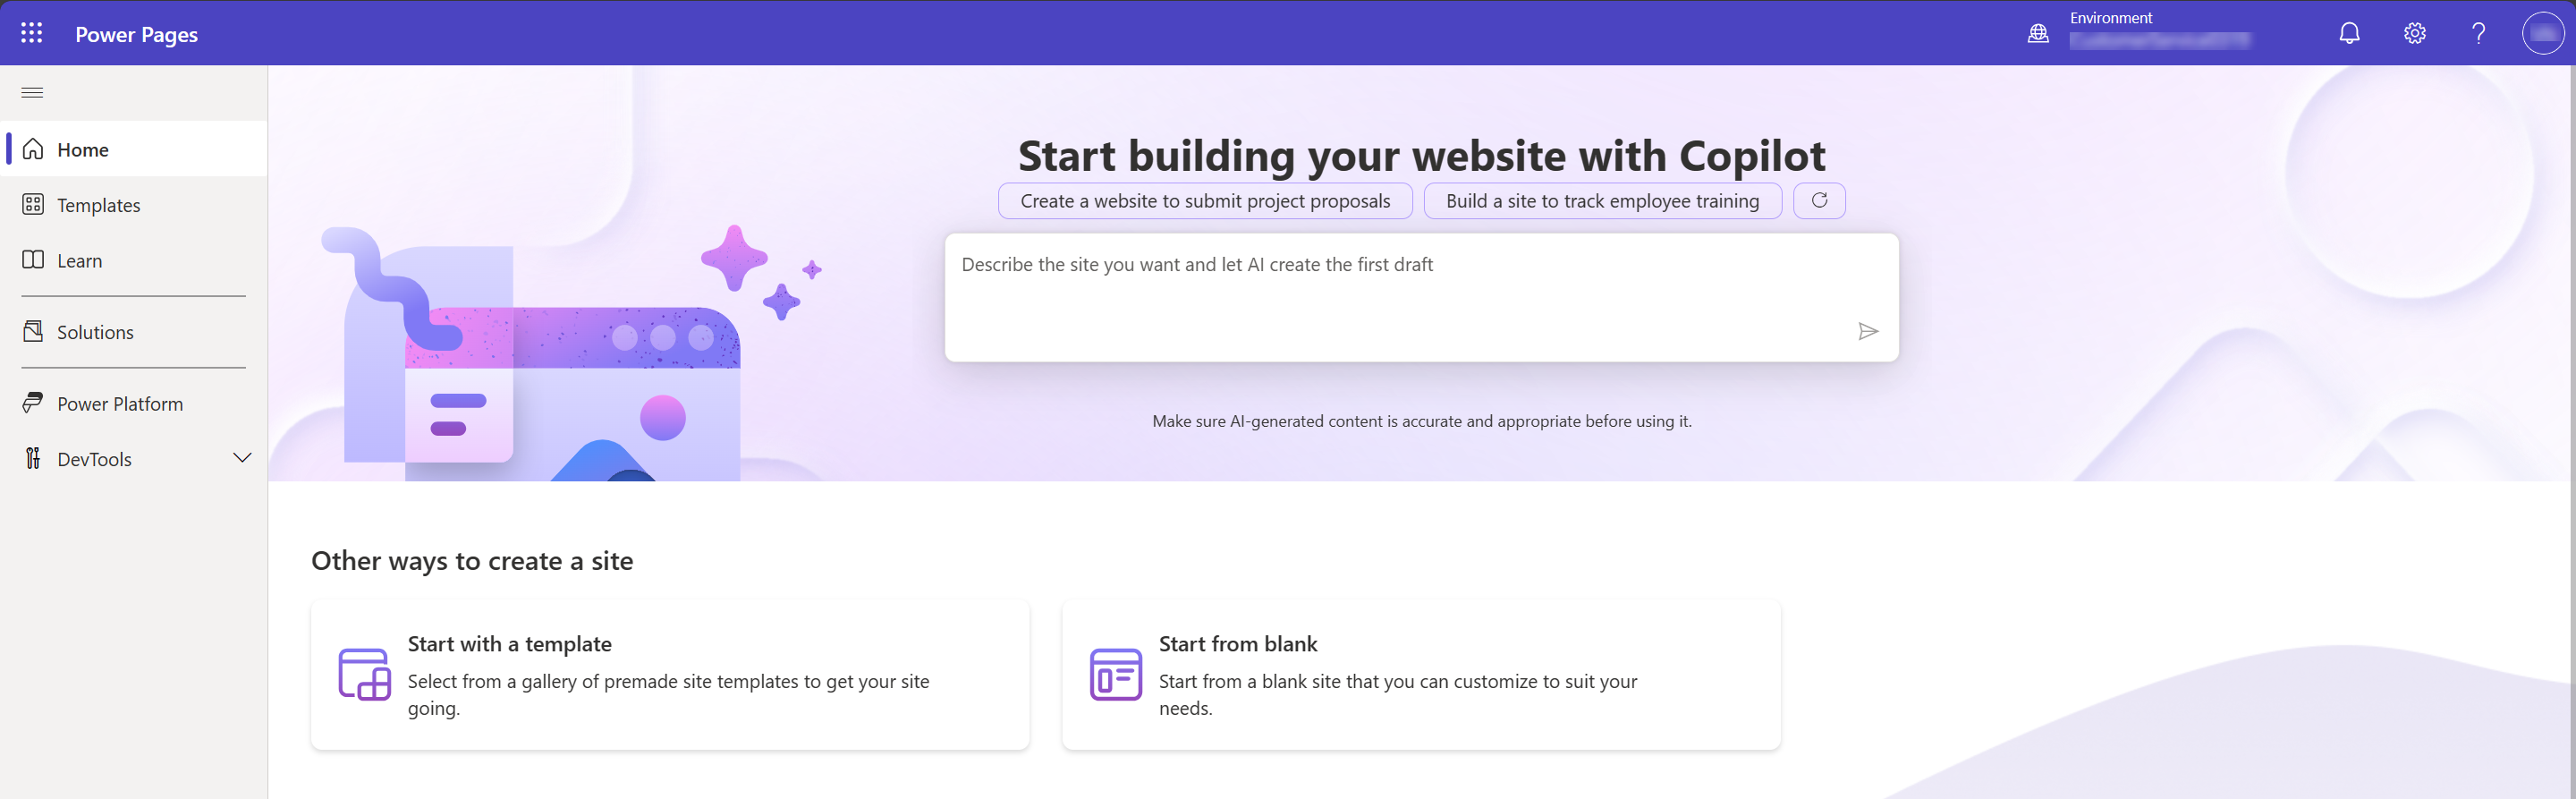 Power Pages
Environment
Home
Templates
Learn
Solutions
Power Platform
DevTools
Start building your website with Copilot
Create a website to submit project proposals
Build a site to track employee training
Describe the site you want and let AI create the first draft
Make sure AI-generated content is accurate and appropriate before using it.
Other ways to create a site
Start with a template
Select from a gallery of premade site templates to get your site
going.
Start from blank
Start from a blank site that you can customize to suit your
needs.